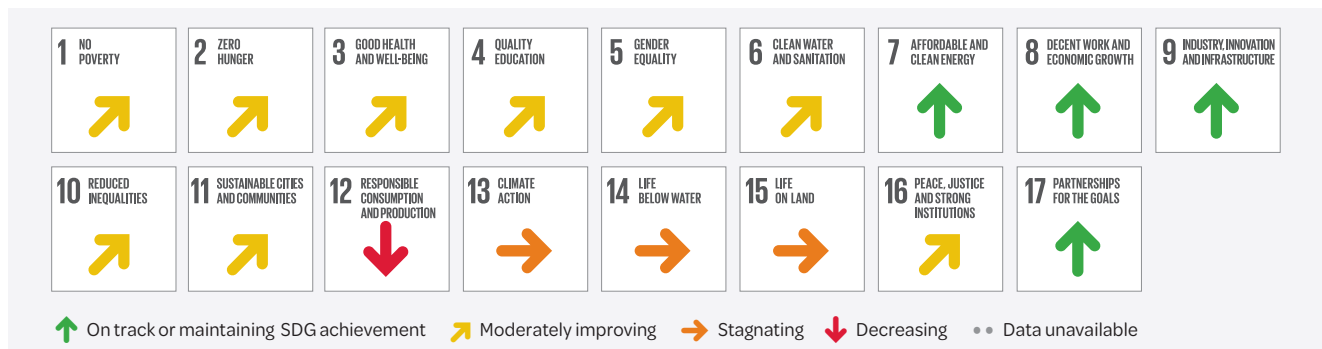 1 NO
POVERTY
2 ZERO
HUNGER
3 GOOD HEALTH
AND WELL-BEING
4 QUALITY
EDUCATION
5 GENDER
EQUALITY
6 CLEAN WATER
AND SANITATION
7 AFFORDABLE AND
CLEAN ENERGY
8 DECENT WORK AND
ECONOMIC GROWTH
9 INDUSTRY, INNOVATION
AND INFRASTRUCTURE
10 REDUCED
INEQUALITIES
11 SUSTAINABLE CITIES
AND COMMUNITIES
12 RESPONSIBLE
CONSUMPTION
AND PRODUCTION
13 CLIMATE
ACTION
14 LIFE
BELOW WATER
15 LIFE
ON LAND
16 PEACE, JUSTICE
AND STRONG
INSTITUTIONS
17 PARTNERSHIPS
FOR THE GOALS
On track or maintaining SDG achievement
Moderately improving
Stagnating
Decreasing
Data unavailable